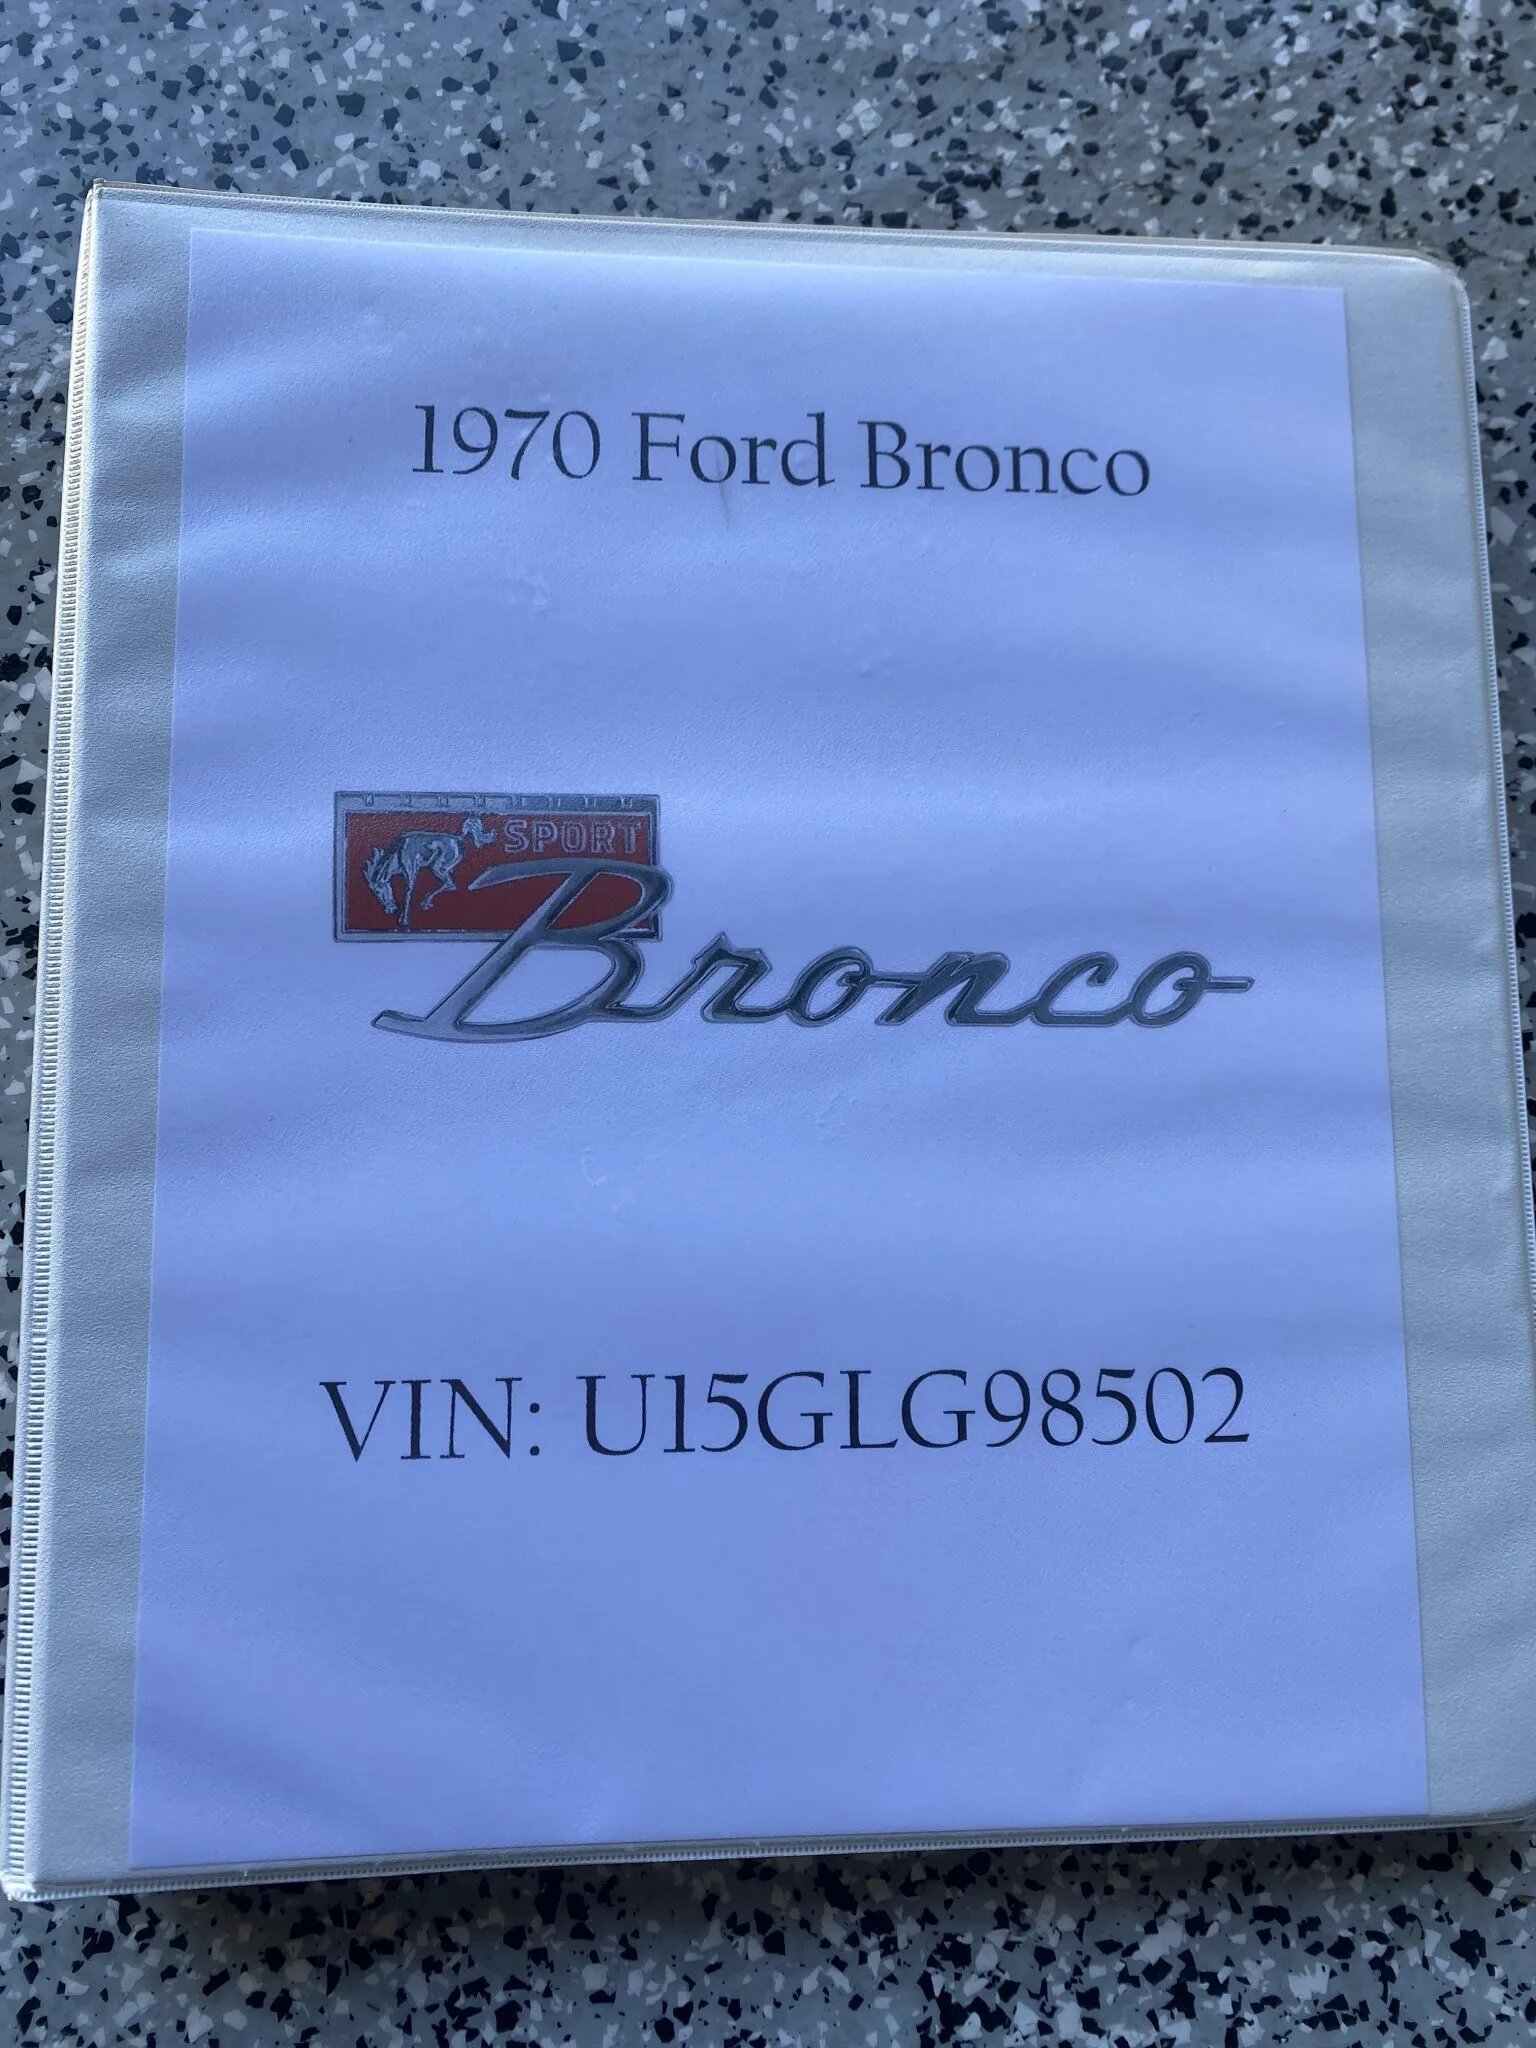 1970 Ford Bronco
SPORT
Bronco
VIN: U15GLG98502